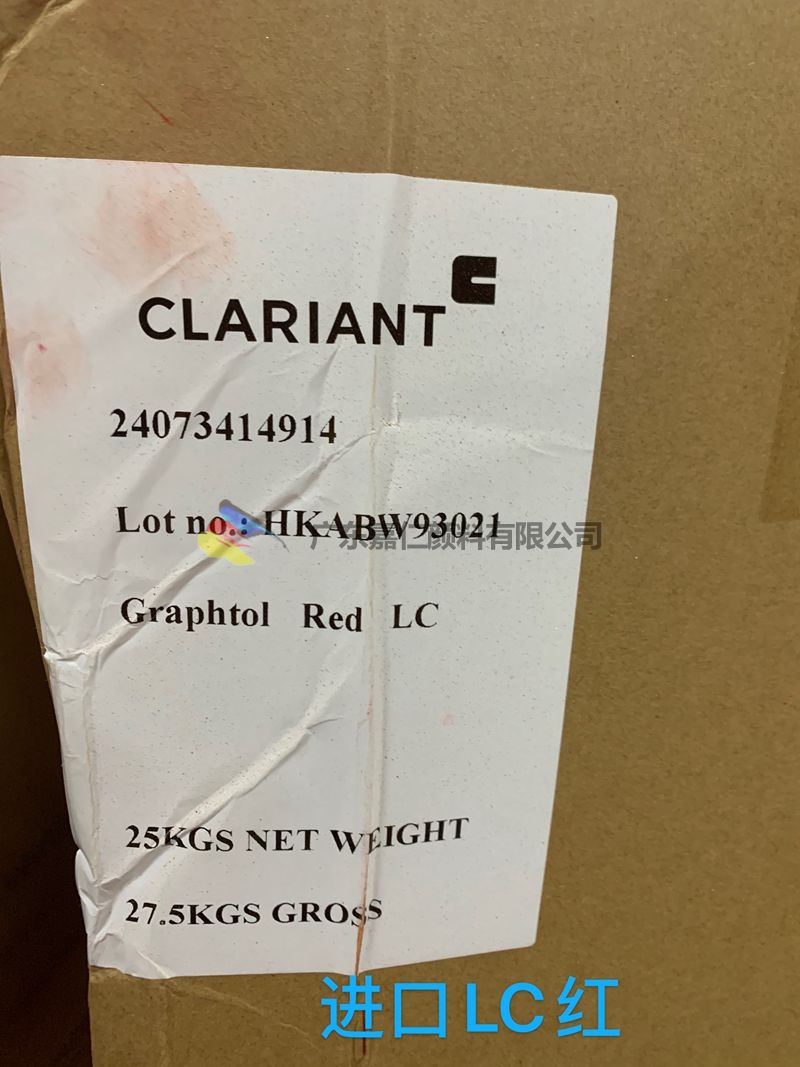 CLARIANT
24073414914
Lot no.: HKABW93021
广东嘉仁颜料有限公司
Graphtol Red LC
25KGS NET WEIGHT
27.5KGS GROSS
进口LC红